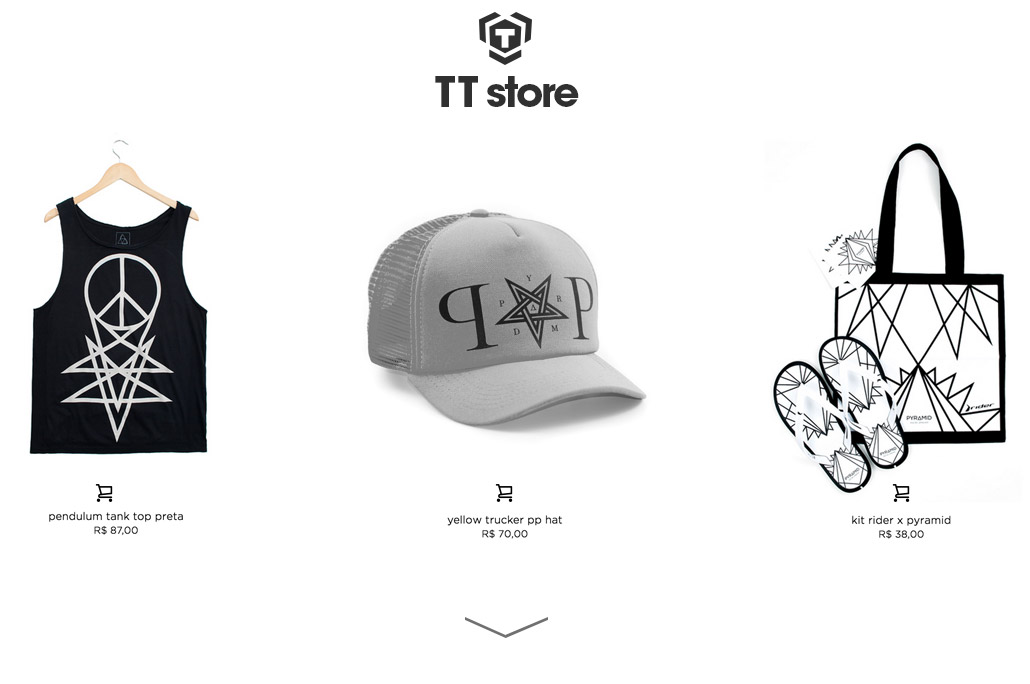 T
TT store
P P
Y
P A R
D M
rider
PYRAMID
pendulum tank top preta
R$ 87,00
yellow trucker pp hat
R$ 70,00
kit rider x pyramid
R$ 38,00